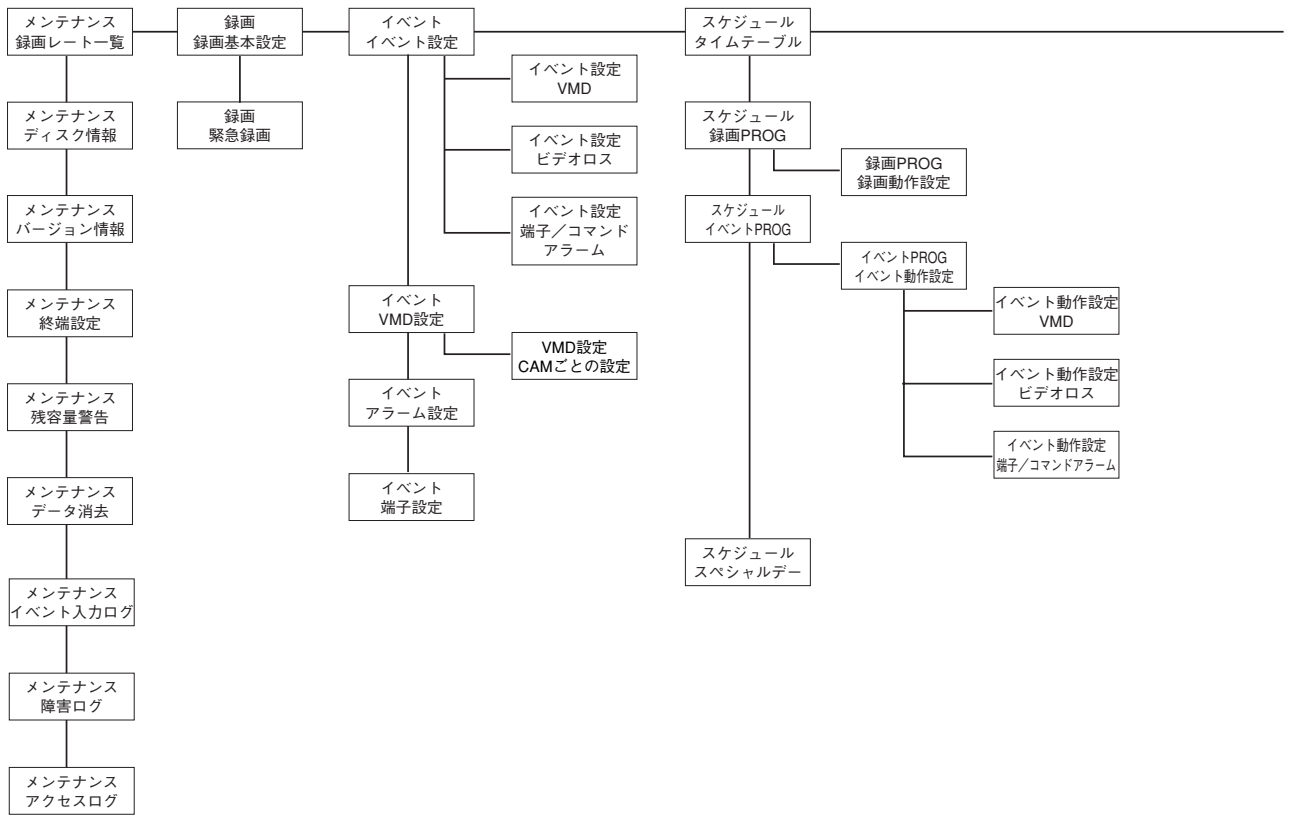 メンテナンス
録画レート一覧
メンテナンス
ディスク情報
メンテナンス
バージョン情報
メンテナンス
終端設定
メンテナンス
残容量警告
メンテナンス
データ消去
メンテナンス
イベント入力ログ
メンテナンス
障害ログ
メンテナンス
アクセスログ
録画
録画基本設定
録画
緊急録画
イベント
イベント設定
イベント設定
VMD
イベント設定
ビデオロス
イベント設定
端子／コマンド
アラーム
イベント
VMD設定
VMD設定
CAMごとの設定
イベント
アラーム設定
イベント
端子設定
スケジュール
タイムテーブル
スケジュール
録画PROG
録画PROG
録画動作設定
スケジュール
イベントPROG
イベントPROG
イベント動作設定
イベント動作設定
VMD
イベント動作設定
ビデオロス
イベント動作設定
端子／コマンドアラーム
スケジュール
スペシャルデー